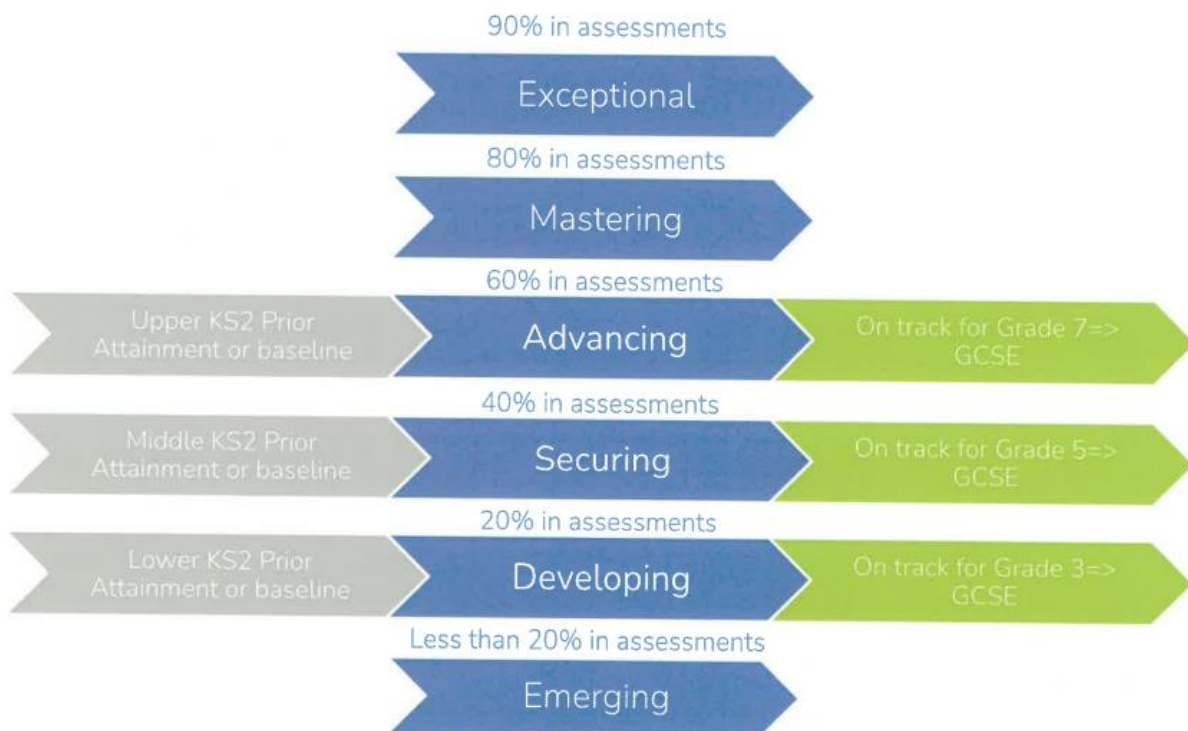 90% in assessments
Exceptional
80% in assessments
Mastering
60% in assessments
Upper KS2 Prior
Attainment or baseline
Advancing
On track for Grade 7=>
GCSE
40% in assessments
Middle KS2 Prior
Attainment or baseline
Securing
On track for Grade 5=>
GCSE
20% in assessments
Lower KS2 Prior
Attainment or baseline
Developing
On track for Grade 3=>
GCSE
Less than 20% in assessments
Emerging